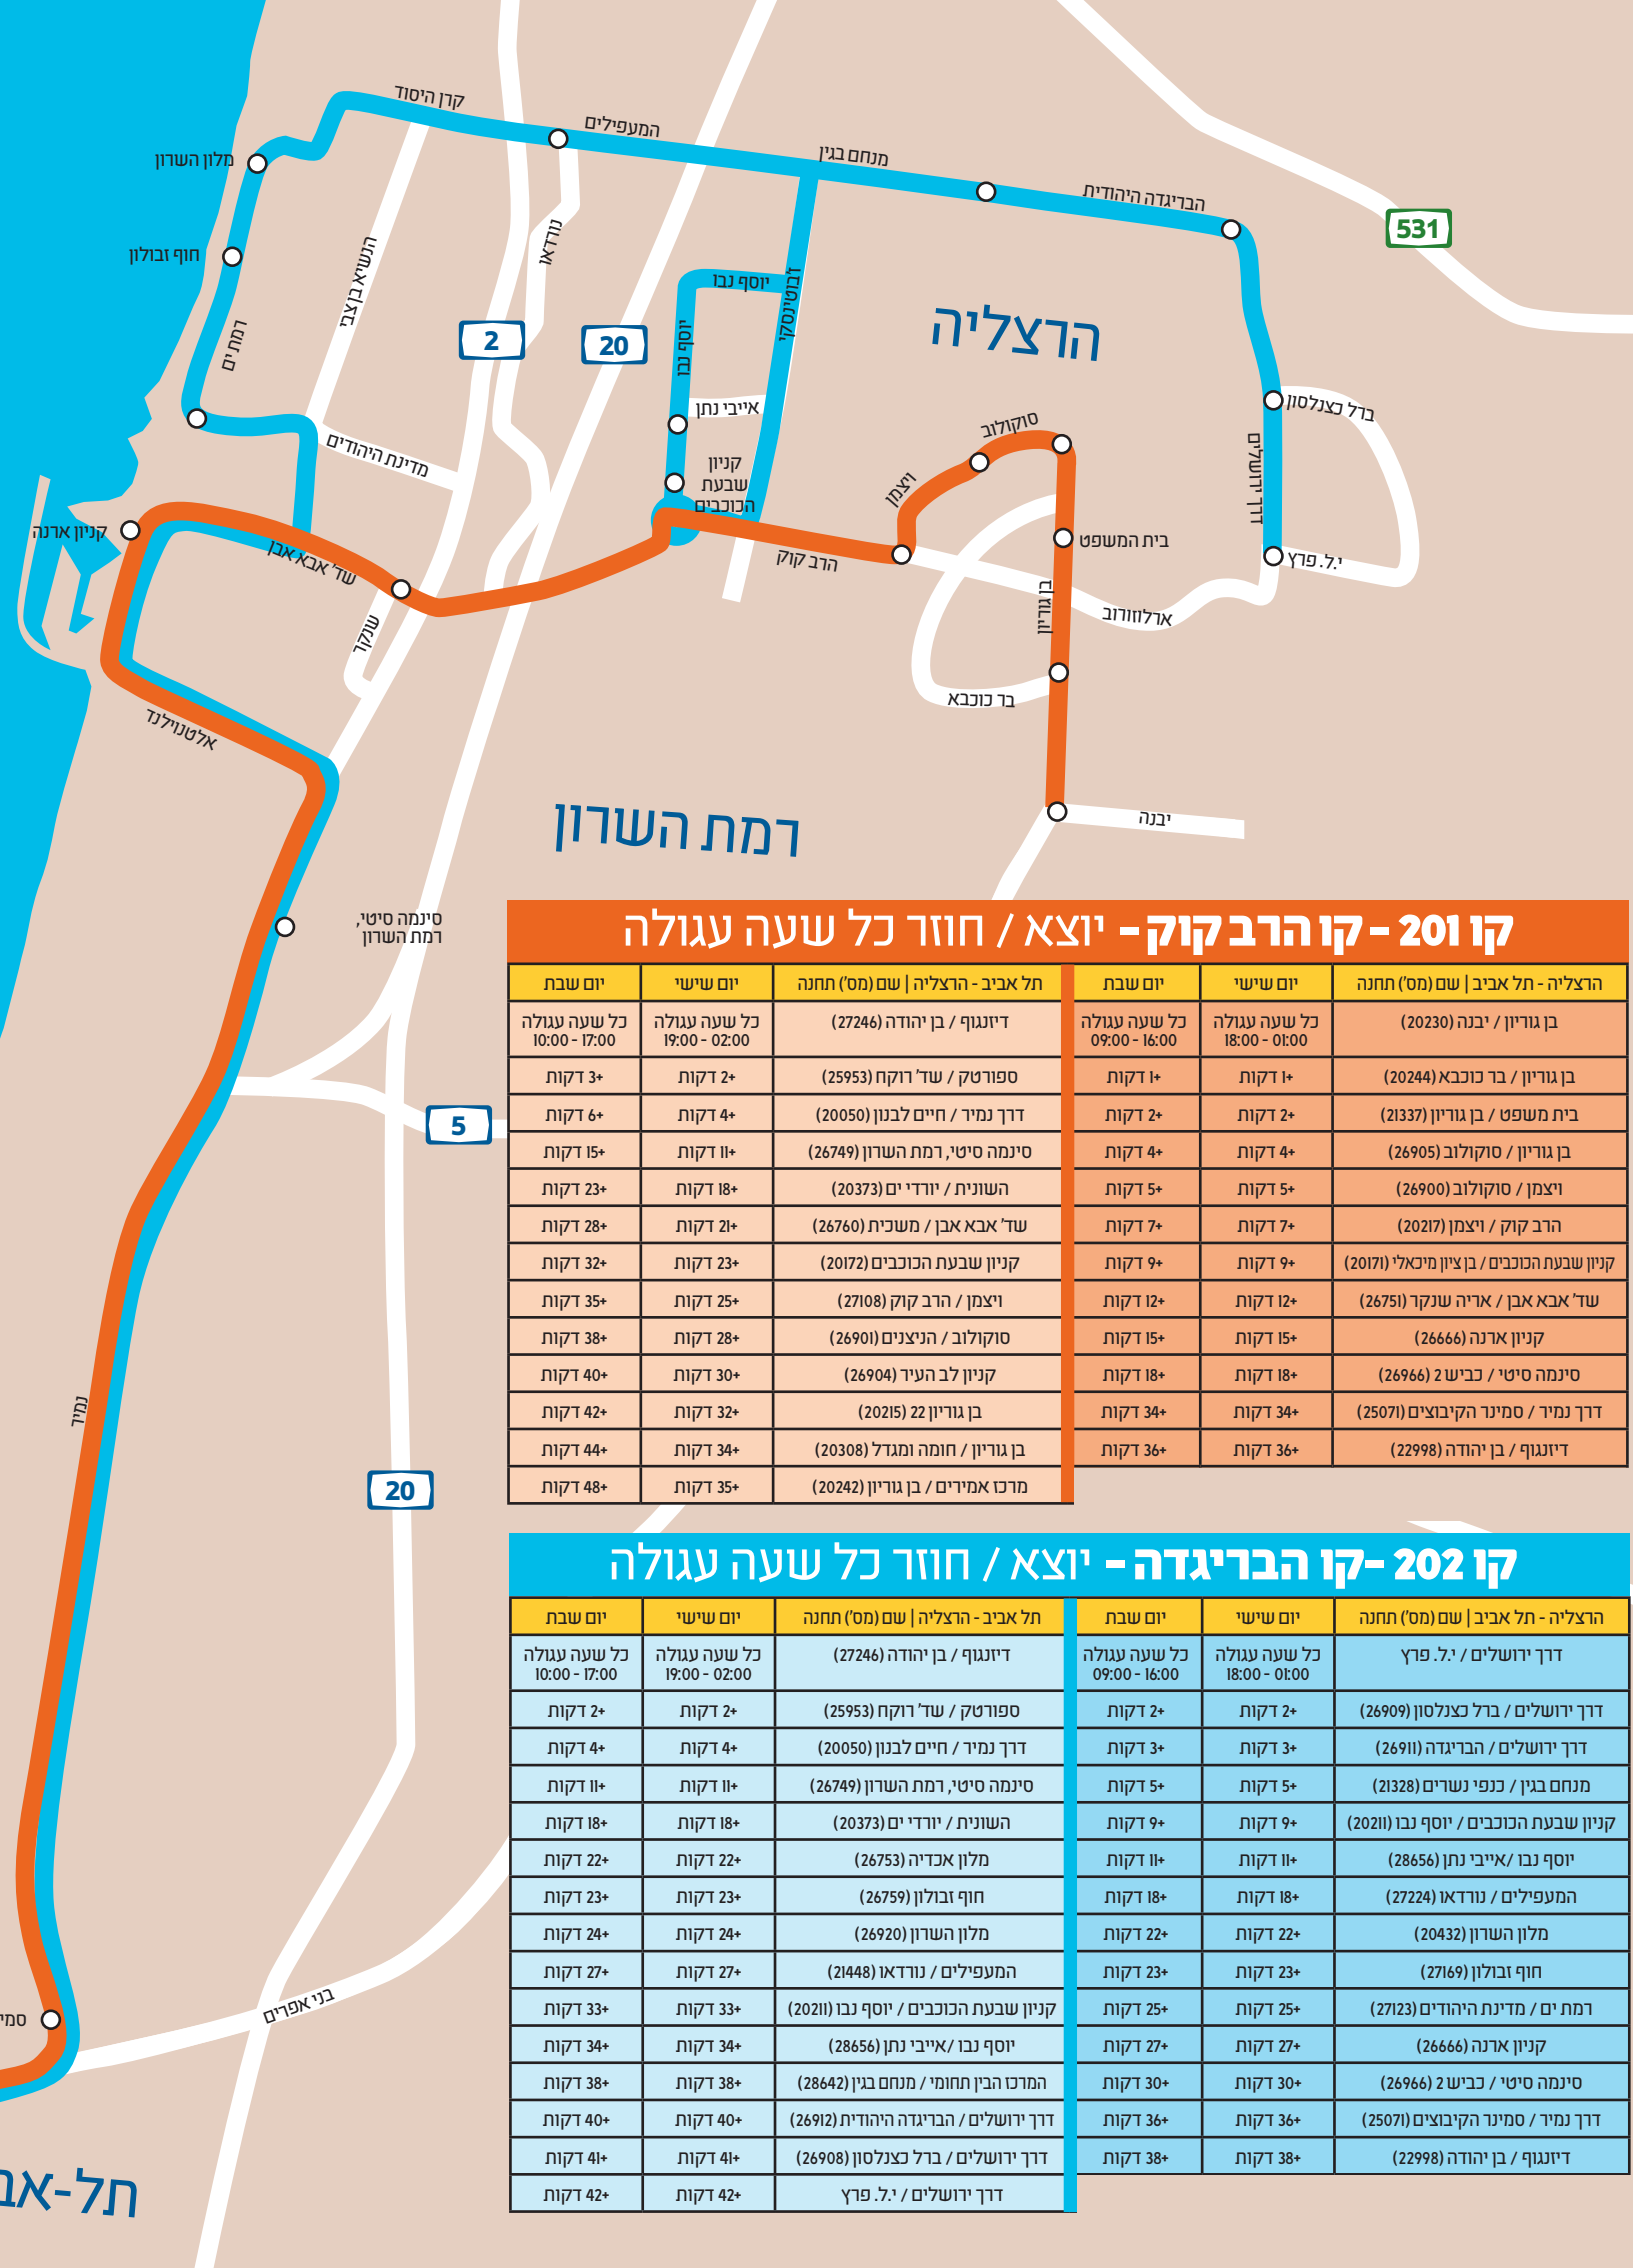 קרן היסוד
המעפילים
מנחם בגין
הבריגדה היהודית
מלון השרון
חוף זבולון
רמת ים
הנשיא בן צבי
נורדאו
531
2
20
יוסף נבו
יוסף נבו
ז'בוטינסקי
הרצליה
אייבי נתן
קניון
שבעת
הכוכבים
סוקולוב
ויצמן
ברל כצנלסון
דרך ירושלים
מדינת היהודים
קניון ארנה
שד' אבא אבן
הרב קוק
בית המשפט
י.ל. פרץ
בן גוריון
ארלוזורוב
שנקר
בר כוכבא
אלטנוילנד
יבנה
רמת השרון
סינמה סיטי,
רמת השרון
5
נמיר
20
בני אפרים
סמי
תל-אב
קו 201 - קו הרב קוק - יוצא / חוזר כל שעה עגולה
הרצליה - תל אביב | שם (מס') תחנה יום שישי יום שבת תל אביב - הרצליה | שם (מס') תחנה יום שישי יום שבת
בן גוריון / יבנה (20230) כל שעה עגולה כל שעה עגולה דיזנגוף / בן יהודה (27246) כל שעה עגולה כל שעה עגולה
18:00 - 01:00 09:00 - 16:00 19:00 - 02:00 10:00 - 17:00
בן גוריון / בר כוכבא (20244) +1 דקות +1 דקות ספורטק / שד' רוקח (25953) +2 דקות +3 דקות
בית משפט / בן גוריון (21337) +2 דקות +2 דקות דרך נמיר / חיים לבנון (20050) +4 דקות +6 דקות
בן גוריון / סוקולוב (26905) +4 דקות +4 דקות סינמה סיטי, רמת השרון (26749) +11 דקות +15 דקות
ויצמן / סוקולוב (26900) +5 דקות +5 דקות השונית / יורדי ים (20373) +18 דקות +23 דקות
הרב קוק / ויצמן (20217) +7 דקות +7 דקות שד' אבא אבן / משכית (26760) +21 דקות +28 דקות
קניון שבעת הכוכבים / בן ציון מיכאלי (20171) +9 דקות +9 דקות קניון שבעת הכוכבים (20172) +23 דקות +32 דקות
שד' אבא אבן / אריה שנקר (26751) +12 דקות +12 דקות ויצמן / הרב קוק (27108) +25 דקות +35 דקות
קניון ארנה (26666) +15 דקות +15 דקות סוקולוב / הניצנים (26901) +28 דקות +38 דקות
סינמה סיטי / כביש 2 (26966) +18 דקות +18 דקות קניון לב העיר (26904) +30 דקות +40 דקות
דרך נמיר / סמינר הקיבוצים (25071) +34 דקות +34 דקות בן גוריון 22 (20215) +32 דקות +42 דקות
דיזנגוף / בן יהודה (22998) +36 דקות +36 דקות בן גוריון / חומה ומגדל (20308) +34 דקות +44 דקות
מרכז אמירים / בן גוריון (20242) +35 דקות +48 דקות
קו 202 -קו הבריגדה - יוצא / חוזר כל שעה עגולה
הרצליה - תל אביב | שם (מס') תחנה יום שישי יום שבת תל אביב - הרצליה | שם (מס') תחנה יום שישי יום שבת
דרך ירושלים / י.ל. פרץ כל שעה עגולה כל שעה עגולה דיזנגוף / בן יהודה (27246) כל שעה עגולה כל שעה עגולה
18:00 - 01:00 09:00 - 16:00 19:00 - 02:00 10:00 - 17:00
דרך ירושלים / ברל כצנלסון (26909) +2 דקות +2 דקות ספורטק / שד' רוקח (25953) +2 דקות +2 דקות
דרך ירושלים / הבריגדה (26911) +3 דקות +3 דקות דרך נמיר / חיים לבנון (20050) +4 דקות +4 דקות
מנחם בגין / כנפי נשרים (21328) +5 דקות +5 דקות סינמה סיטי, רמת השרון (26749) +11 דקות +11 דקות
קניון שבעת הכוכבים / יוסף נבו (20211) +9 דקות +9 דקות השונית / יורדי ים (20373) +18 דקות +18 דקות
יוסף נבו /אייבי נתן (28656) +11 דקות +11 דקות מלון אכדיה (26753) +22 דקות +22 דקות
המעפילים / נורדאו (27224) +18 דקות +18 דקות חוף זבולון (26759) +23 דקות +23 דקות
מלון השרון (20432) +22 דקות +22 דקות מלון השרון (26920) +24 דקות +24 דקות
חוף זבולון (27169) +23 דקות +23 דקות המעפילים / נורדאו (21448) +27 דקות +27 דקות
רמת ים / מדינת היהודים (27123) +25 דקות +25 דקות קניון שבעת הכוכבים / יוסף נבו (20211) +33 דקות +33 דקות
קניון ארנה (26666) +27 דקות +27 דקות יוסף נבו /אייבי נתן (28656) +34 דקות +34 דקות
סינמה סיטי / כביש 2 (26966) +30 דקות +30 דקות המרכז הבין תחומי / מנחם בגין (28642) +38 דקות +38 דקות
דרך נמיר / סמינר הקיבוצים (25071) +36 דקות +36 דקות דרך ירושלים / הבריגדה היהודית (26912) +40 דקות +40 דקות
דיזנגוף / בן יהודה (22998) +38 דקות +38 דקות דרך ירושלים / ברל כצנלסון (26908) +41 דקות +41 דקות
דרך ירושלים / י.ל. פרץ +42 דקות +42 דקות